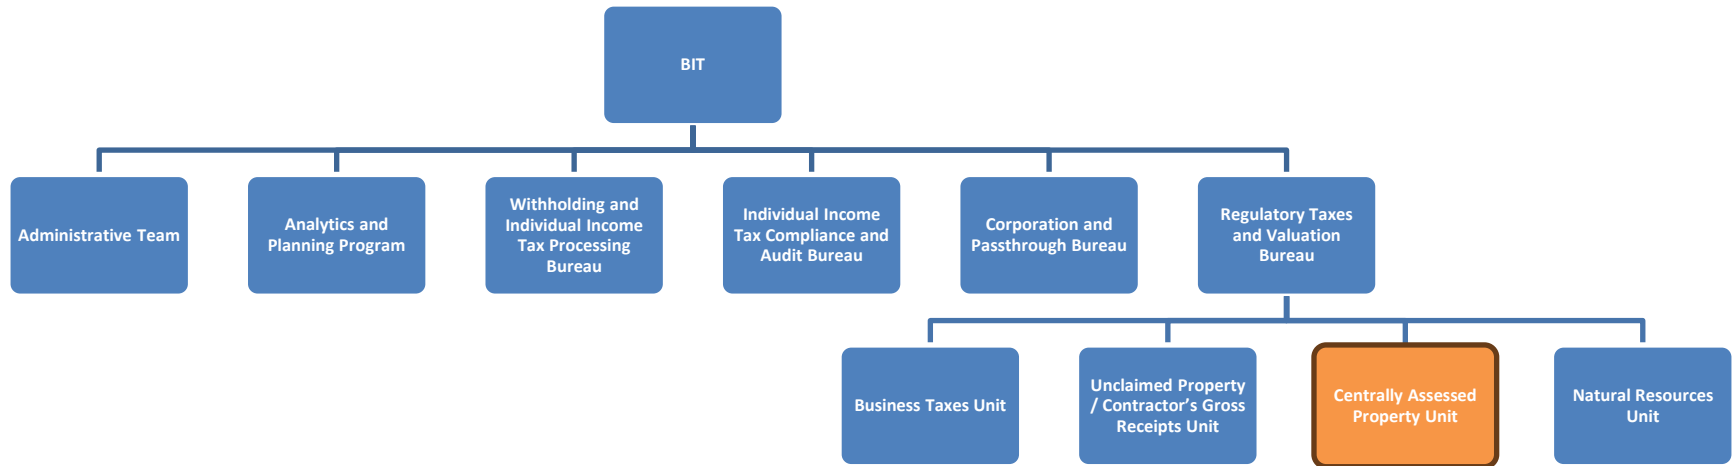 BIT
Administrative Team
Analytics and
Planning Program
Withholding and
Individual Income
Tax Processing
Bureau
Individual Income
Tax Compliance and
Audit Bureau
Corporation and
Passthrough Bureau
Regulatory Taxes
and Valuation
Bureau
Business Taxes Unit
Unclaimed Property
/ Contractor’s Gross
Receipts Unit
Centrally Assessed
Property Unit
Natural Resources
Unit